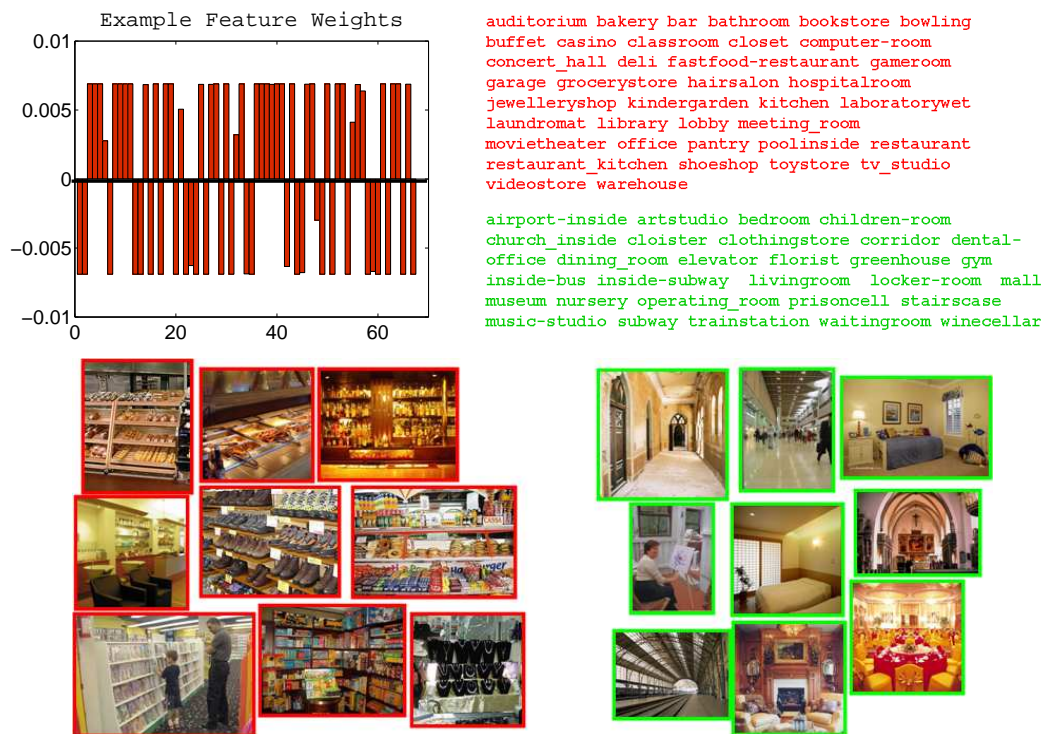 Example Feature Weights
0.01
0.005
0
−0.005
−0.01
0 20 40 60
auditorium bakery bar bathroom bookstore bowling
buffet casino classroom closet computer-room
concert_hall deli fastfood-restaurant gameroom
garage grocerystore hairsalon hospitalroom
jewelleryshop kindergarden kitchen laboratorywet
laundromat library lobby meeting_room
movietheater office pantry poolinside restaurant
restaurant_kitchen shoeshop toystore tv_studio
videostore warehouse
airport-inside artstudio bedroom children-room
church_inside cloister clothingstore corridor dental-
office dining_room elevator florist greenhouse gym
inside-bus inside-subway livingroom locker-room mall
museum nursery operating_room prisoncell stairscase
music-studio subway trainstation waitingroom winecellar
CASSA